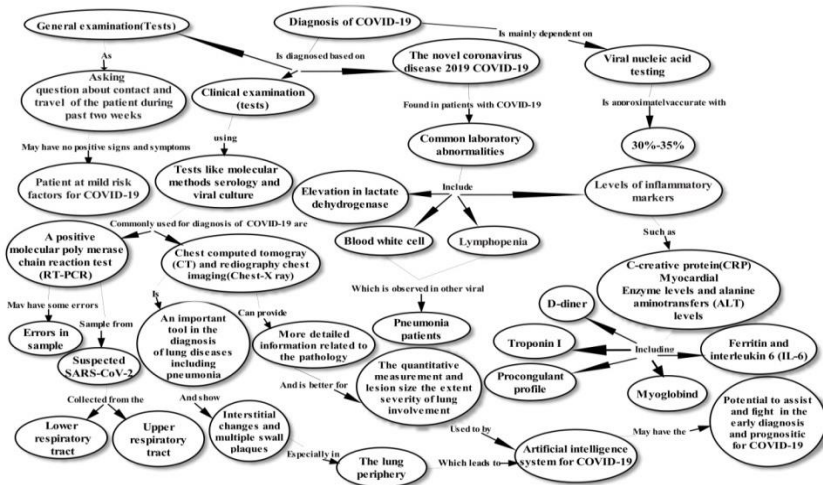 Diagnosis of COVID-19
General examination(Tests)
Is diagnosed based on
Is mainly dependent on
As
Asking
question about contact and
travel of the patient during
past two weeks
Clinical examination
(tests)
The novel coronavirus
disease 2019 COVID-19
Viral nucleic acid
testing
Found in patients with COVID-19
Is aporoximatelyaccurate with
using
May have no positive signs and symptoms
Common laboratory
abnormalities
30%-35%
Patient at mild risk
factors for COVID-19
Tests like molecular
methods serology and
viral culture
Elevation in lactate
dehydrogenase
Include
Levels of inflammatory
markers
Commonly used for diagnosis of COVID-19 are
Blood white cell
Lymphopenia
Such as
A positive
molecular poly merase
chain reaction test
(RT-PCR)
Chest computed tomogray
(CT) and rediography chest
imaging(Chest-X ray)
C-creative protein(CRP)
Myocardial
Enzyme levels and alanine
aminotransfers (ALT)
levels
Which is observed in other viral
May have some errors
Is
Can provide
D-diner
Errors in
sample
Sample from
Suspected
SARS-CoV-2
An important
tool in the
diagnosis
of lung diseases
including
pneumonia
More detailed
information related to
the pathology
Pneumonia
patients
Troponin I
Including
Ferritin and
interleukin 6 (IL-6)
Procongulant
profile
Myoglobind
And is better for
The quantitative
measurement and
lesion size the extent
severity of lung
involvement
Potential to assist
and fight in the
early diagnosis
and prognositic
for COVID-19
Collected from the
And show
Lower
respiratory
tract
Upper
respiratory
tract
Interstitial
changes and
multiple swall
plaques
Used to by
May have the
Especially in
The lung
periphery
Which leads to
Artificial intelligence
system for COVID-19